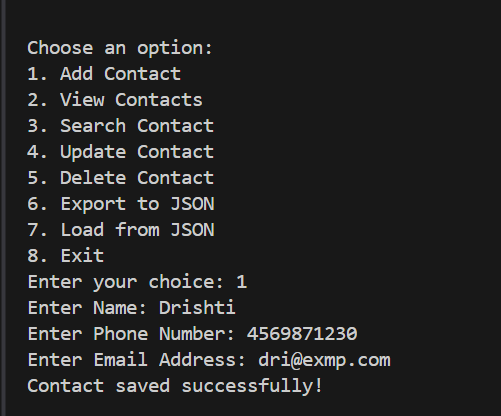 Choose an option:
1. Add Contact
2. View Contacts
3. Search Contact
4. Update Contact
5. Delete Contact
6. Export to JSON
7. Load from JSON
8. Exit
Enter your choice: 1
Enter Name: Drishti
Enter Phone Number: 4569871230
Enter Email Address: dri@exmp.com
Contact saved successfully!